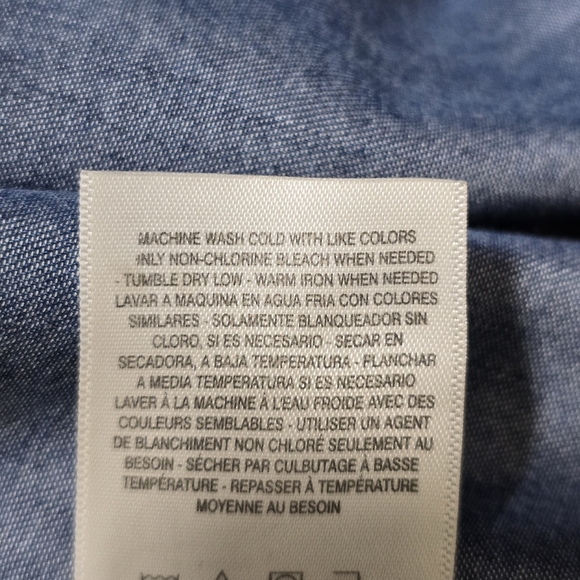 MACHINE WASH COLD WITH LIKE COLORS
ONLY NON-CHLORINE BLEACH WHEN NEEDED
- TUMBLE DRY LOW - WARM IRON WHEN NEEDED
LAVAR A MAQUINA EN AGUA FRIA CON COLORES
SIMILARES - SOLAMENTE BLANQUEADOR SIN
CLORO, SI ES NECESARIO - SECAR EN
SECADORA, A BAJA TEMPERATURA - PLANCHAR
A MEDIA TEMPERATURA SI ES NECESARIO
LAVER À LA MACHINE À L'EAU FROIDE AVEC DES
COULEURS SEMBLABLES - UTILISER UN AGENT
DE BLANCHIMENT NON CHLORÉ SEULEMENT AU
BESOIN - SÉCHER PAR CULBUTAGE À BASSE
TEMPÉRATURE - REPASSER À TEMPÉRATURE
MOYENNE AU BESOIN